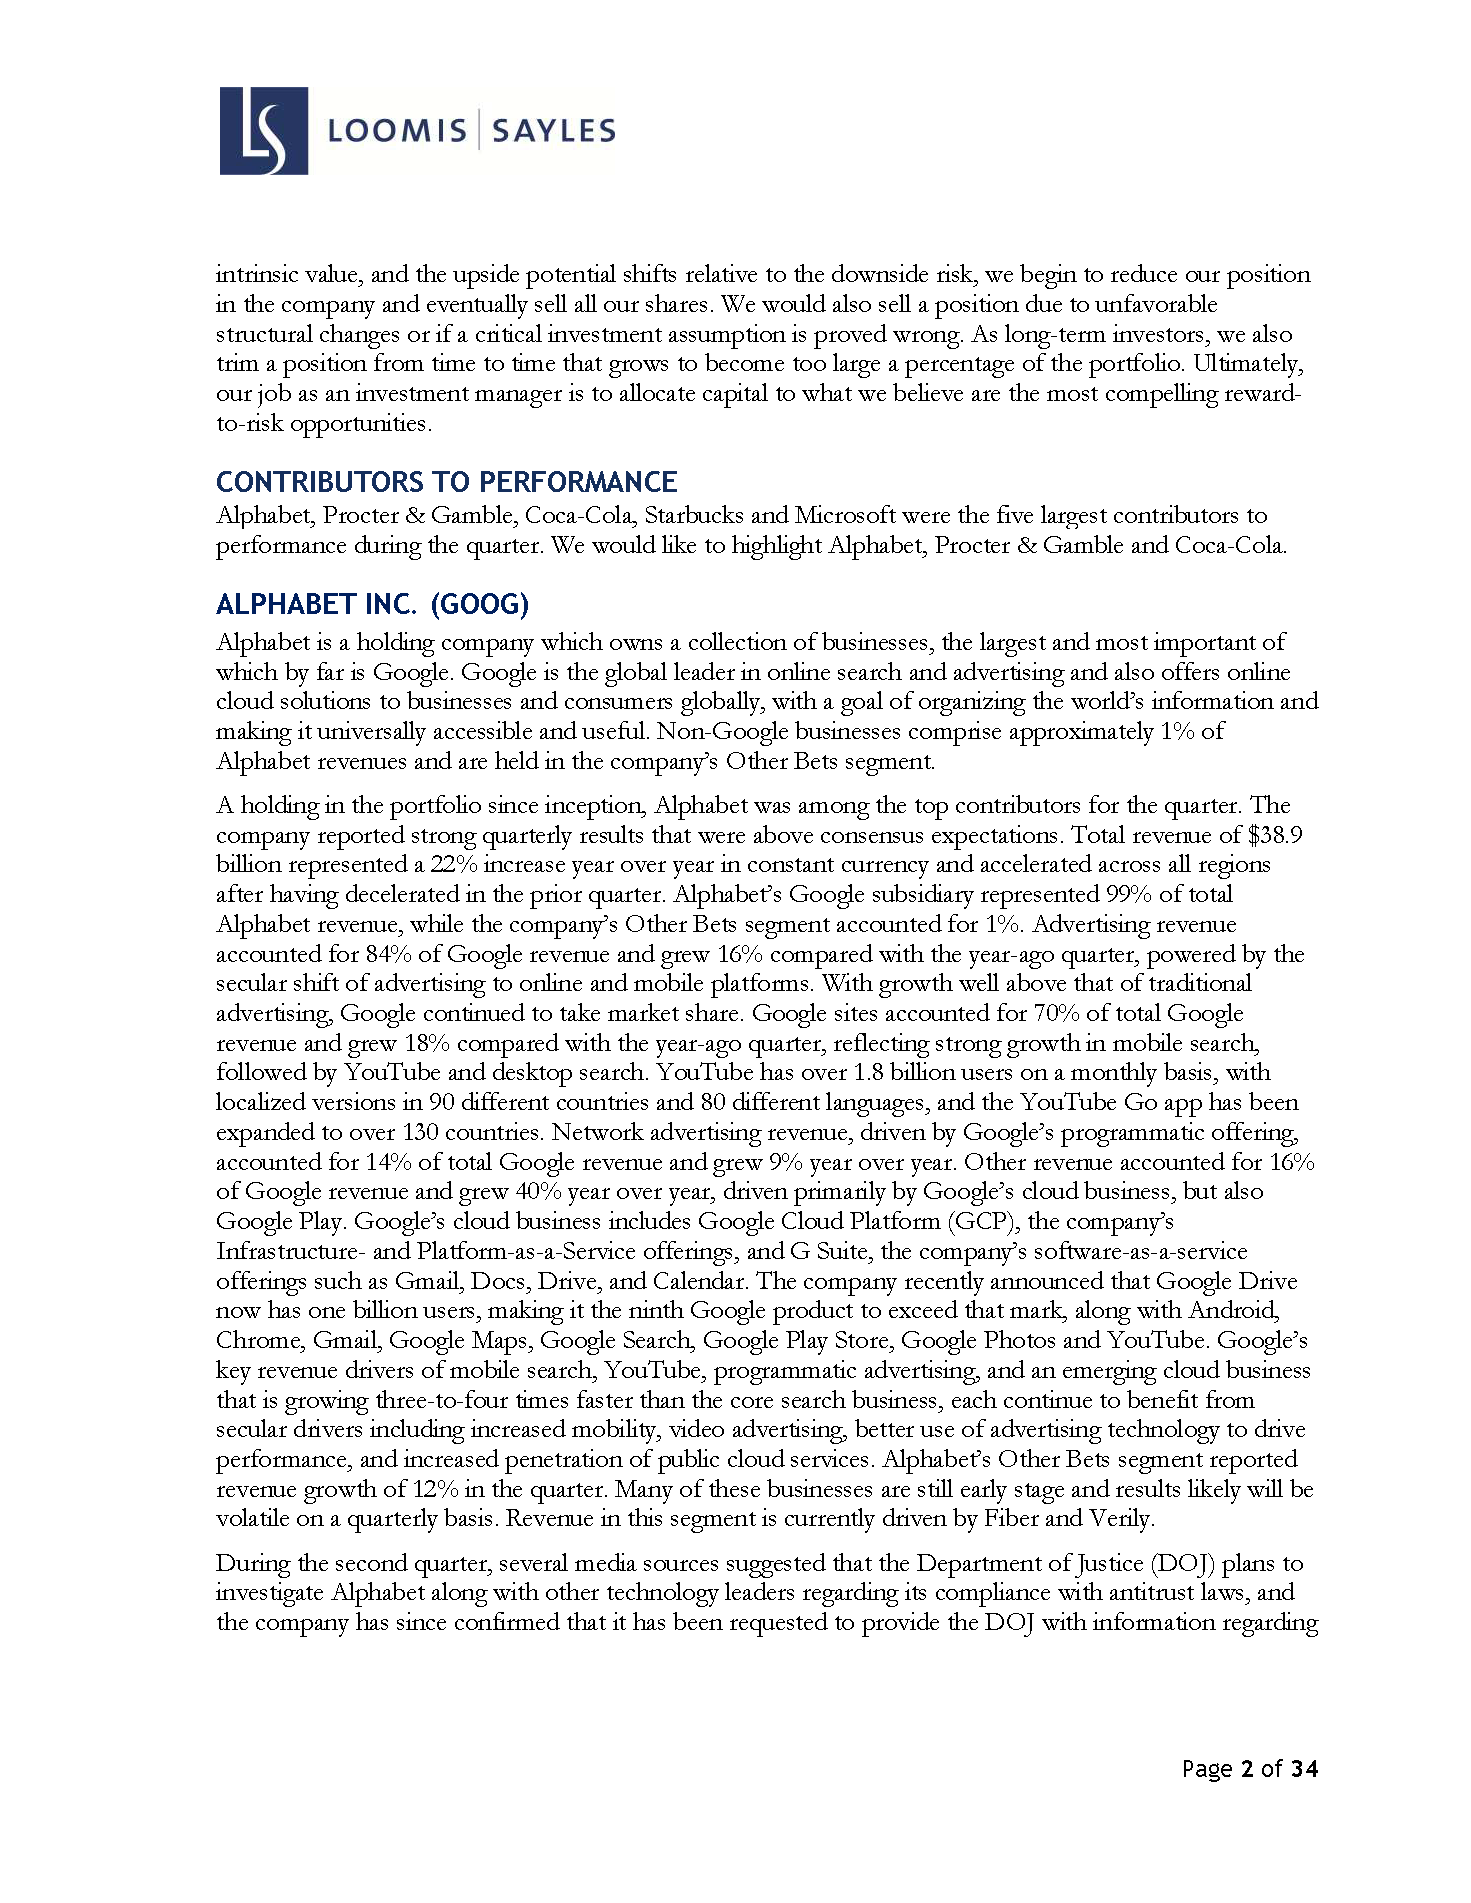 LS LOOMIS | SAYLES
intrinsic value, and the upside potential shifts relative to the downside risk, we begin to reduce our position
in the company and eventually sell all our shares. We would also sell a position due to unfavorable
structural changes or if a critical investment assumption is proved wrong. As long-term investors, we also
trim a position from time to time that grows to become too large a percentage of the portfolio. Ultimately,
our job as an investment manager is to allocate capital to what we believe are the most compelling reward-
to-risk opportunities.
CONTRIBUTORS TO PERFORMANCE
Alphabet, Procter & Gamble, Coca-Cola, Starbucks and Microsoft were the five largest contributors to
performance during the quarter. We would like to highlight Alphabet, Procter & Gamble and Coca-Cola.
ALPHABET INC. (GOOG)
Alphabet is a holding company which owns a collection of businesses, the largest and most important of
which by far is Google. Google is the global leader in online search and advertising and also offers online
cloud solutions to businesses and consumers globally, with a goal of organizing the world’s information and
making it universally accessible and useful. Non-Google businesses comprise approximately 1% of
Alphabet revenues and are held in the company’s Other Bets segment.
A holding in the portfolio since inception, Alphabet was among the top contributors for the quarter. The
company reported strong quarterly results that were above consensus expectations. Total revenue of $38.9
billion represented a 22% increase year over year in constant currency and accelerated across all regions
after having decelerated in the prior quarter. Alphabet’s Google subsidiary represented 99% of total
Alphabet revenue, while the company’s Other Bets segment accounted for 1%. Advertising revenue
accounted for 84% of Google revenue and grew 16% compared with the year-ago quarter, powered by the
secular shift of advertising to online and mobile platforms. With growth well above that of traditional
advertising, Google continued to take market share. Google sites accounted for 70% of total Google
revenue and grew 18% compared with the year-ago quarter, reflecting strong growth in mobile search,
followed by YouTube and desktop search. YouTube has over 1.8 billion users on a monthly basis, with
localized versions in 90 different countries and 80 different languages, and the YouTube Go app has been
expanded to over 130 countries. Network advertising revenue, driven by Google’s programmatic offering,
accounted for 14% of total Google revenue and grew 9% year over year. Other revenue accounted for 16%
of Google revenue and grew 40% year over year, driven primarily by Google’s cloud business, but also
Google Play. Google’s cloud business includes Google Cloud Platform (GCP), the company’s
Infrastructure- and Platform-as-a-Service offerings, and G Suite, the company’s software-as-a-service
offerings such as Gmail, Docs, Drive, and Calendar. The company recently announced that Google Drive
now has one billion users, making it the ninth Google product to exceed that mark, along with Android,
Chrome, Gmail, Google Maps, Google Search, Google Play Store, Google Photos and YouTube. Google’s
key revenue drivers of mobile search, YouTube, programmatic advertising, and an emerging cloud business
that is growing three-to-four times faster than the core search business, each continue to benefit from
secular drivers including increased mobility, video advertising, better use of advertising technology to drive
performance, and increased penetration of public cloud services. Alphabet’s Other Bets segment reported
revenue growth of 12% in the quarter. Many of these businesses are still early stage and results likely will be
volatile on a quarterly basis. Revenue in this segment is currently driven by Fiber and Verily.
During the second quarter, several media sources suggested that the Department of Justice (DOJ) plans to
investigate Alphabet along with other technology leaders regarding its compliance with antitrust laws, and
the company has since confirmed that it has been requested to provide the DOJ with information regarding
Page 2 of 34